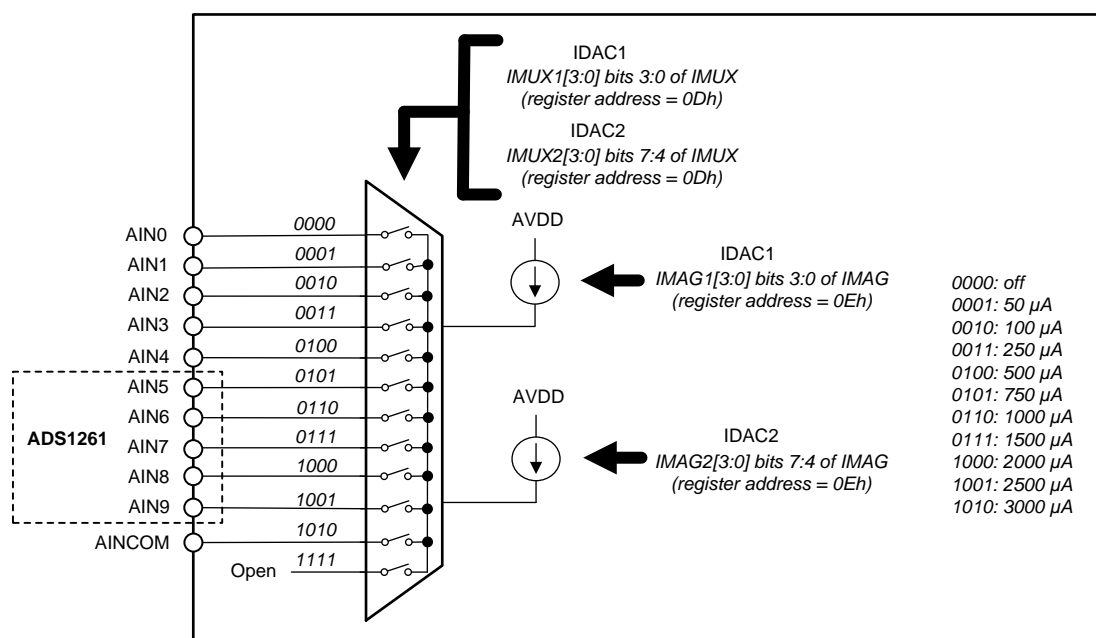 IDAC1
IMUX1[3:0] bits 3:0 of IMUX
(register address = 0Dh)
IDAC2
IMUX2[3:0] bits 7:4 of IMUX
(register address = 0Dh)
AIN0
0000
AIN1
0001
AIN2
0010
AIN3
0011
AIN4
0100
AIN5
0101
AIN6
0110
ADS1261
AIN7
0111
AIN8
1000
AIN9
1001
AINCOM
1010
Open
1111
AVDD
IDAC1
IMAG1[3:0] bits 3:0 of IMAG
(register address = 0Eh)
AVDD
IDAC2
IMAG2[3:0] bits 7:4 of IMAG
(register address = 0Eh)
0000: off
0001: 50 μA
0010: 100 μA
0011: 250 μA
0100: 500 μA
0101: 750 μA
0110: 1000 μA
0111: 1500 μA
1000: 2000 μA
1001: 2500 μA
1010: 3000 μA